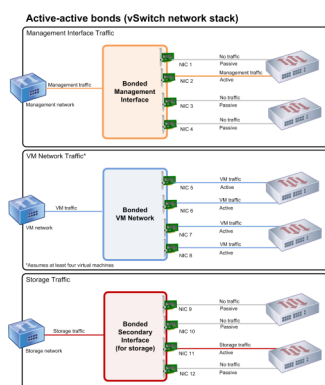 Active-active bonds (vSwitch network stack)
Management Interface Traffic
No traffic
NIC 1
Passive
Management traffic
Bonded
Management traffic
Management
NIC 2
Active
Interface
Management network
No traffic
NIC 3
Passive
No traffic
NIC 4
Passive
VM Network Traffic*
VM traffic
NIC 5
Active
VM traffic
VM traffic
Bonded
VM Network
NIC 6
Active
VM network
VM traffic
NIC 7
Active
VM traffic
NIC 8
Active
*Assumes at least four virtual machines
Storage Traffic
No traffic
NIC 9
Passive
No traffic
Storage traffic
Bonded
Secondary
Interface
(for storage)
NIC 10
Passive
Storage network
Storage traffic
NIC 11
Active
No traffic
NIC 12
Passive